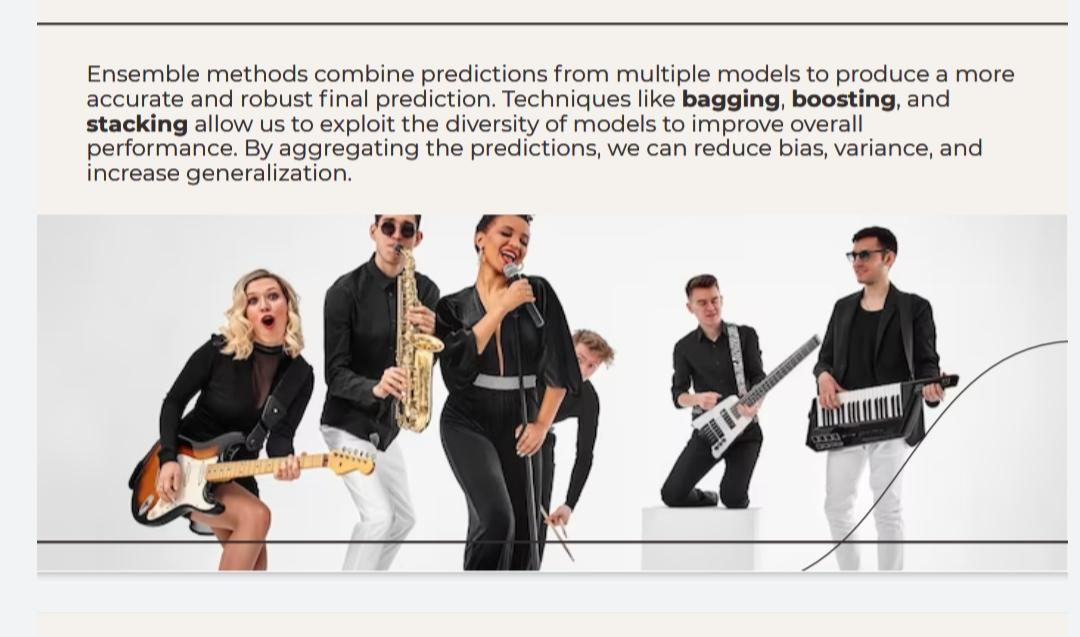 Ensemble methods combine predictions from multiple models to produce a more
accurate and robust final prediction. Techniques like bagging, boosting, and
stacking allow us to exploit the diversity of models to improve overall
performance. By aggregating the predictions, we can reduce bias, variance, and
increase generalization.